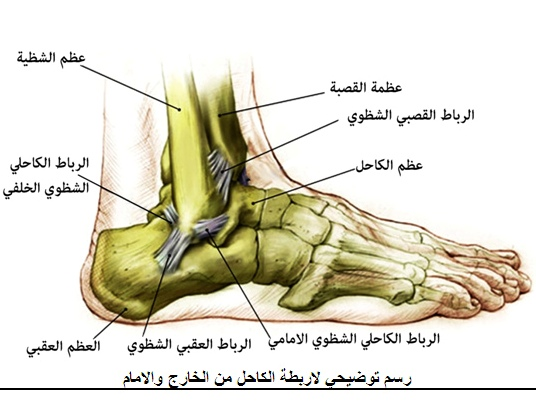 عظم الشظية
عظمة القصبة
الرباط القصبي الشظوي
الرباط الكاحلي
الشظوي الخلفي
عظم الكاحل
الرباط الكاحلي الشظوي الامامي
الرباط العقبي الشظوي
العظم العقبي
رسم توضيحي لاربطة الكاحل من الخارج والامام